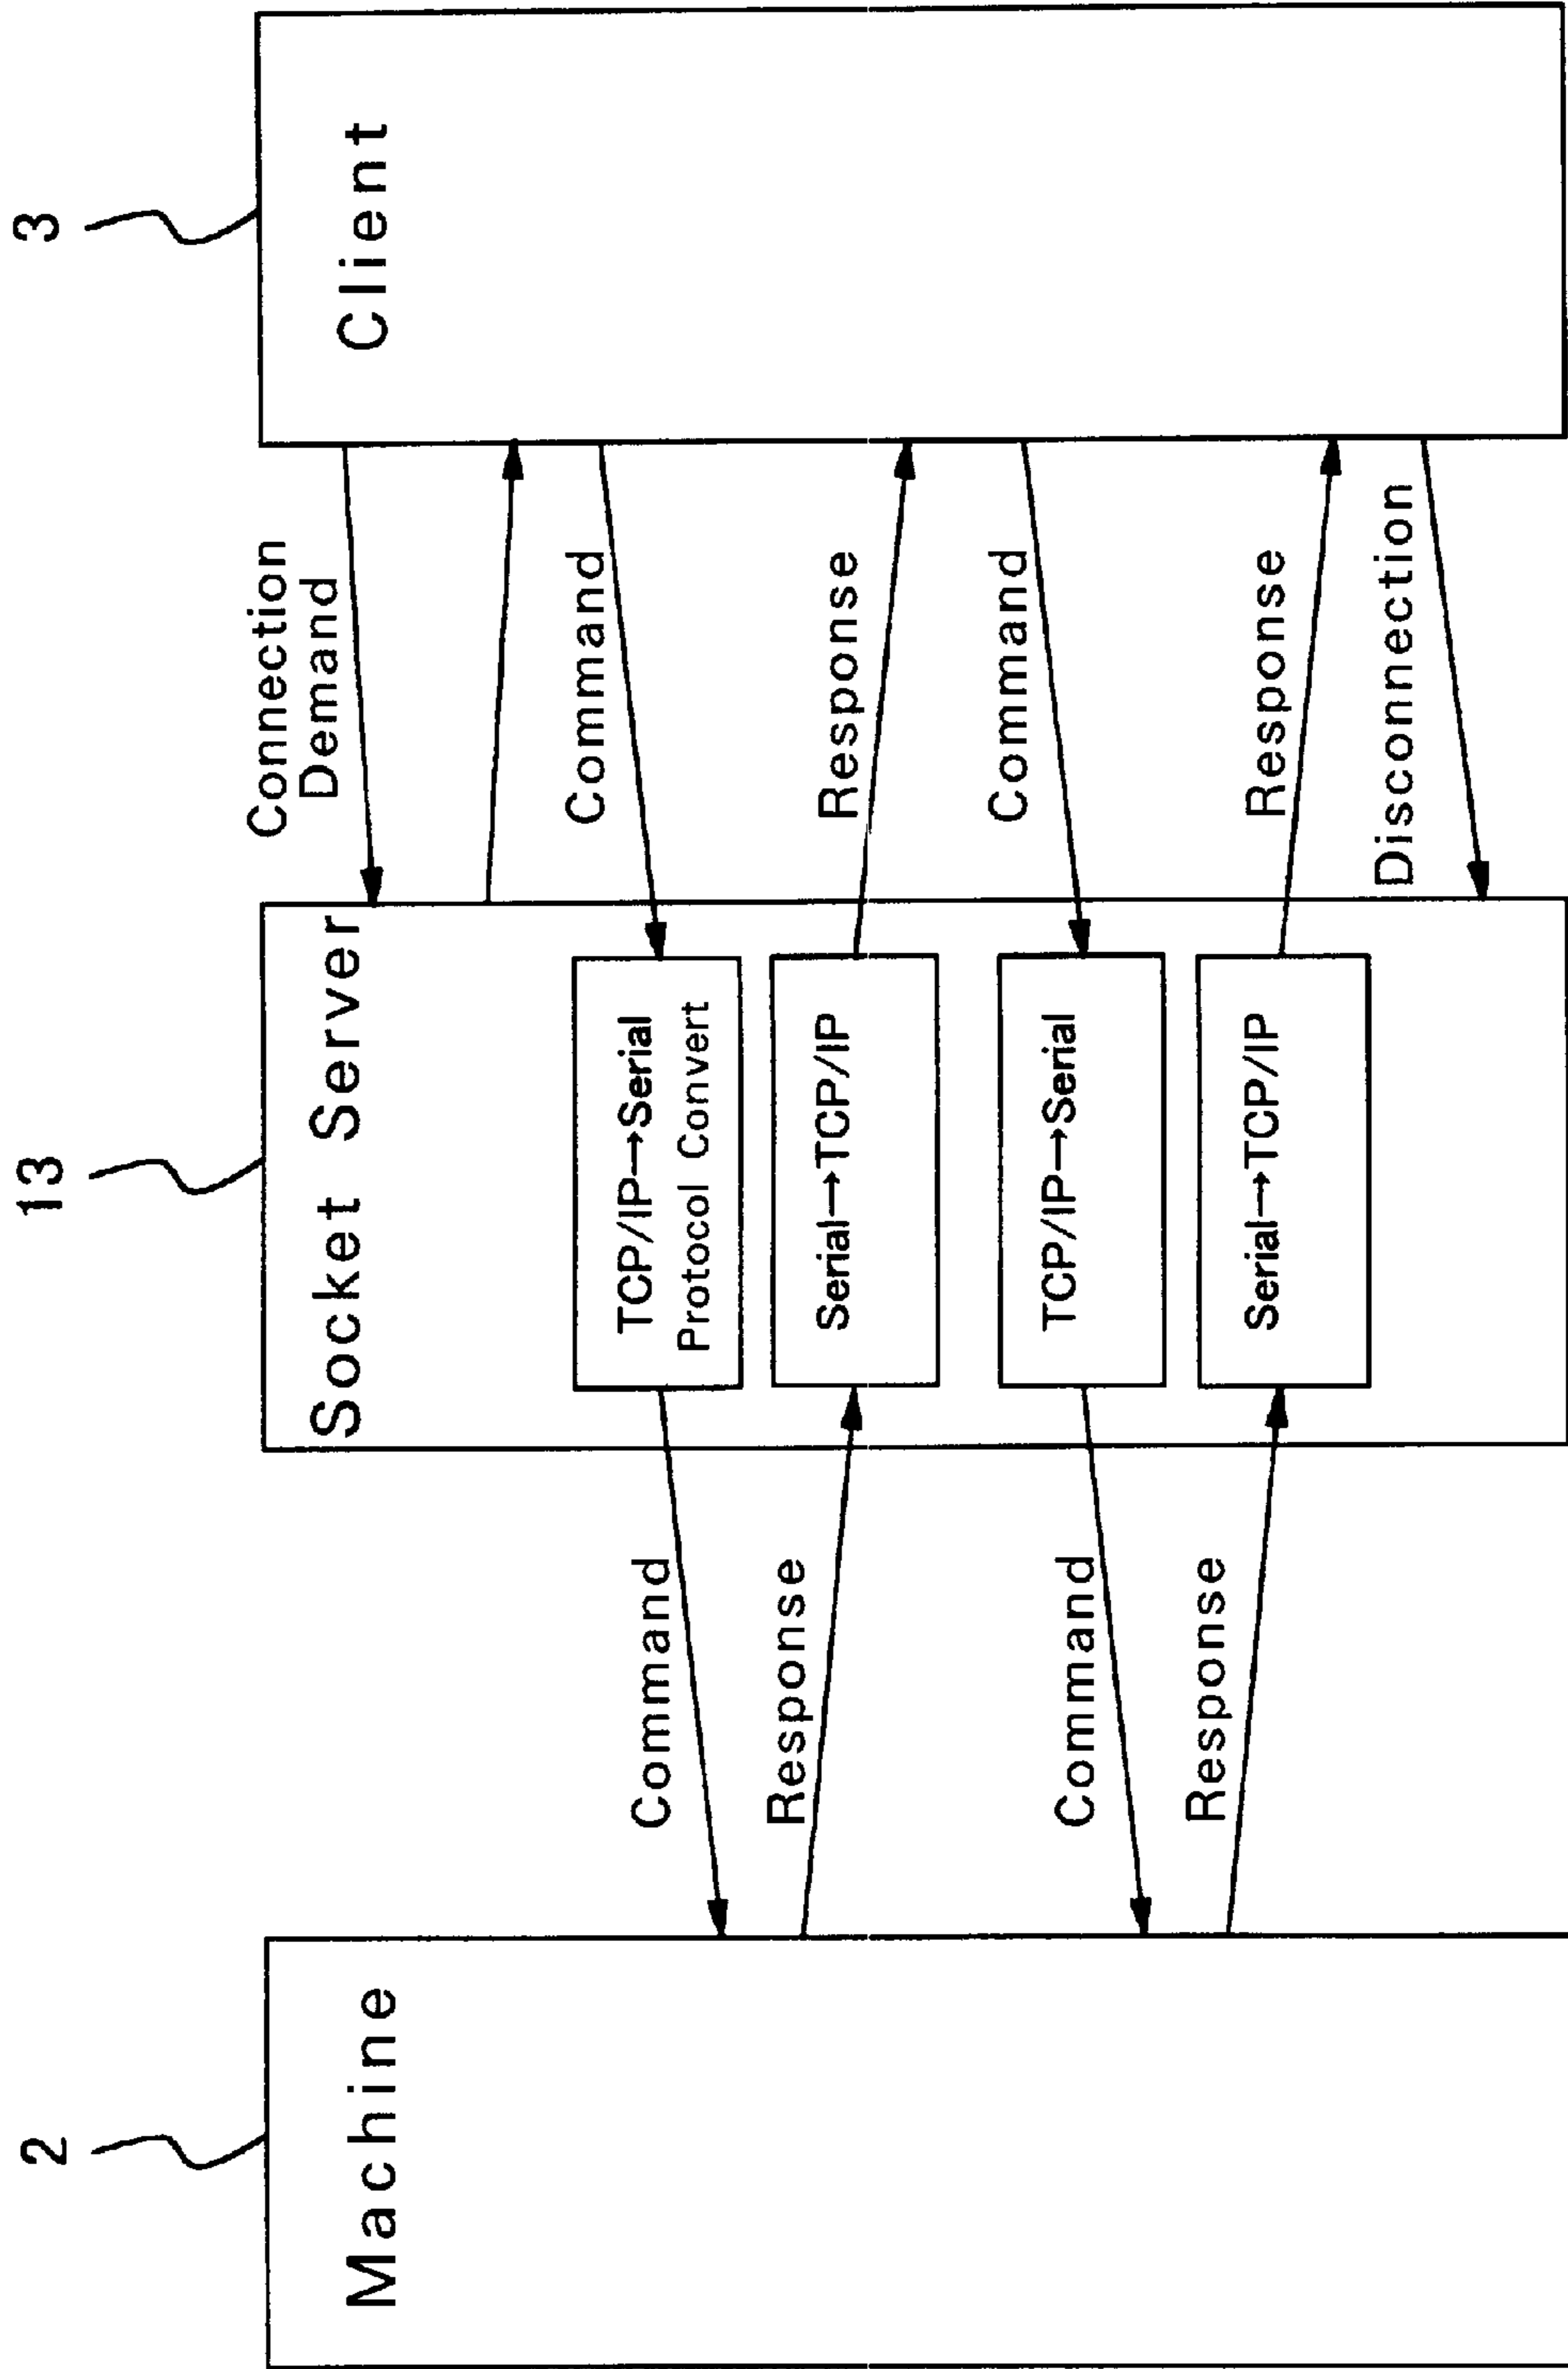 2
13
3
Machine
Socket Server
Client
Connection
Demand
Command
TCP/IP→Serial
Protocol Convert
Command
Response
Serial→TCP/IP
Response
Command
TCP/IP→Serial
Command
Response
Serial→TCP/IP
Response
Disconnection